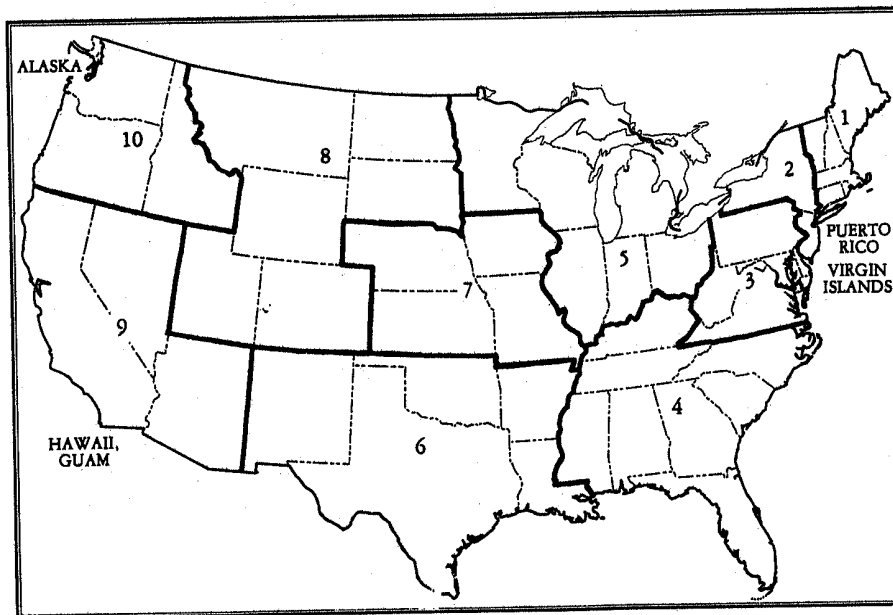 ALASKA
1
10
8
2
PUERTO
RICO
5
3
VIRGIN
ISLANDS
7
9
4
HAWAII,
GUAM
6